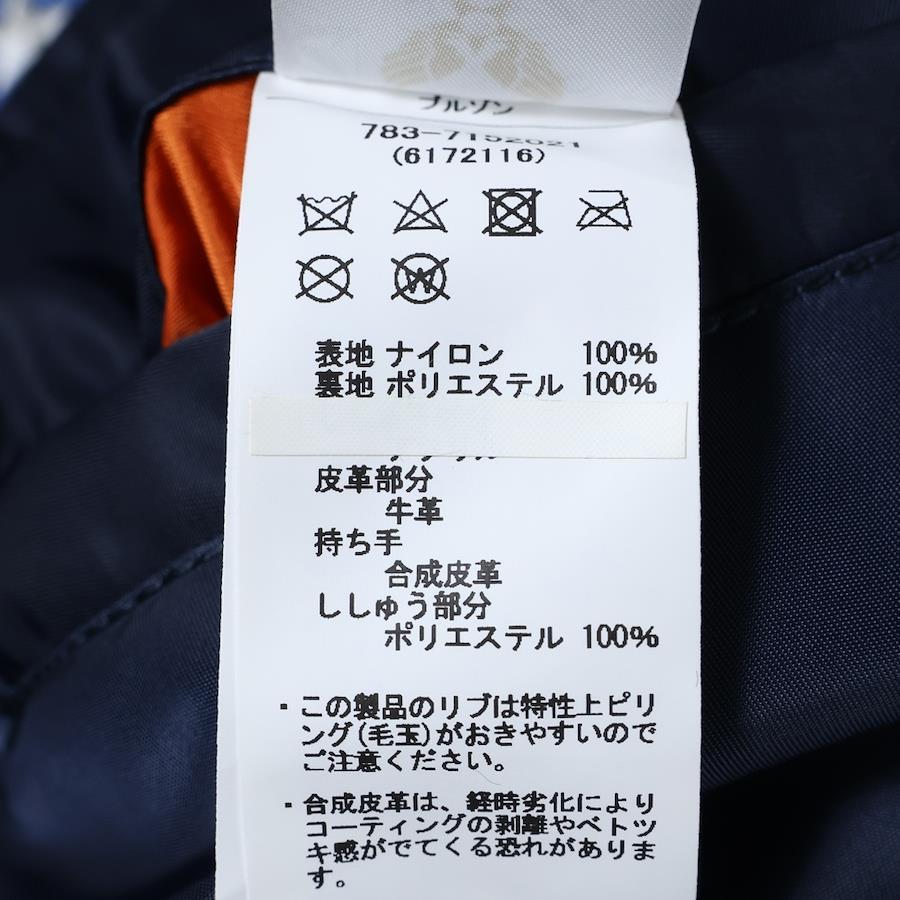 ブルゾン
783-7152021
(6172116)
表地 ナイロン 100%
裏地 ポリエステル 100%
皮革部分
牛革
持ち手
合成皮革
ししゅう部分
ポリエステル 100%
・この製品のリブは特性上ピリ
ング(毛玉)がおきやすいので
ご注意ください。
・合成皮革は、経時劣化により
コーティングの剥離やベトツ
キ感がでてくる恐れがありま
す。